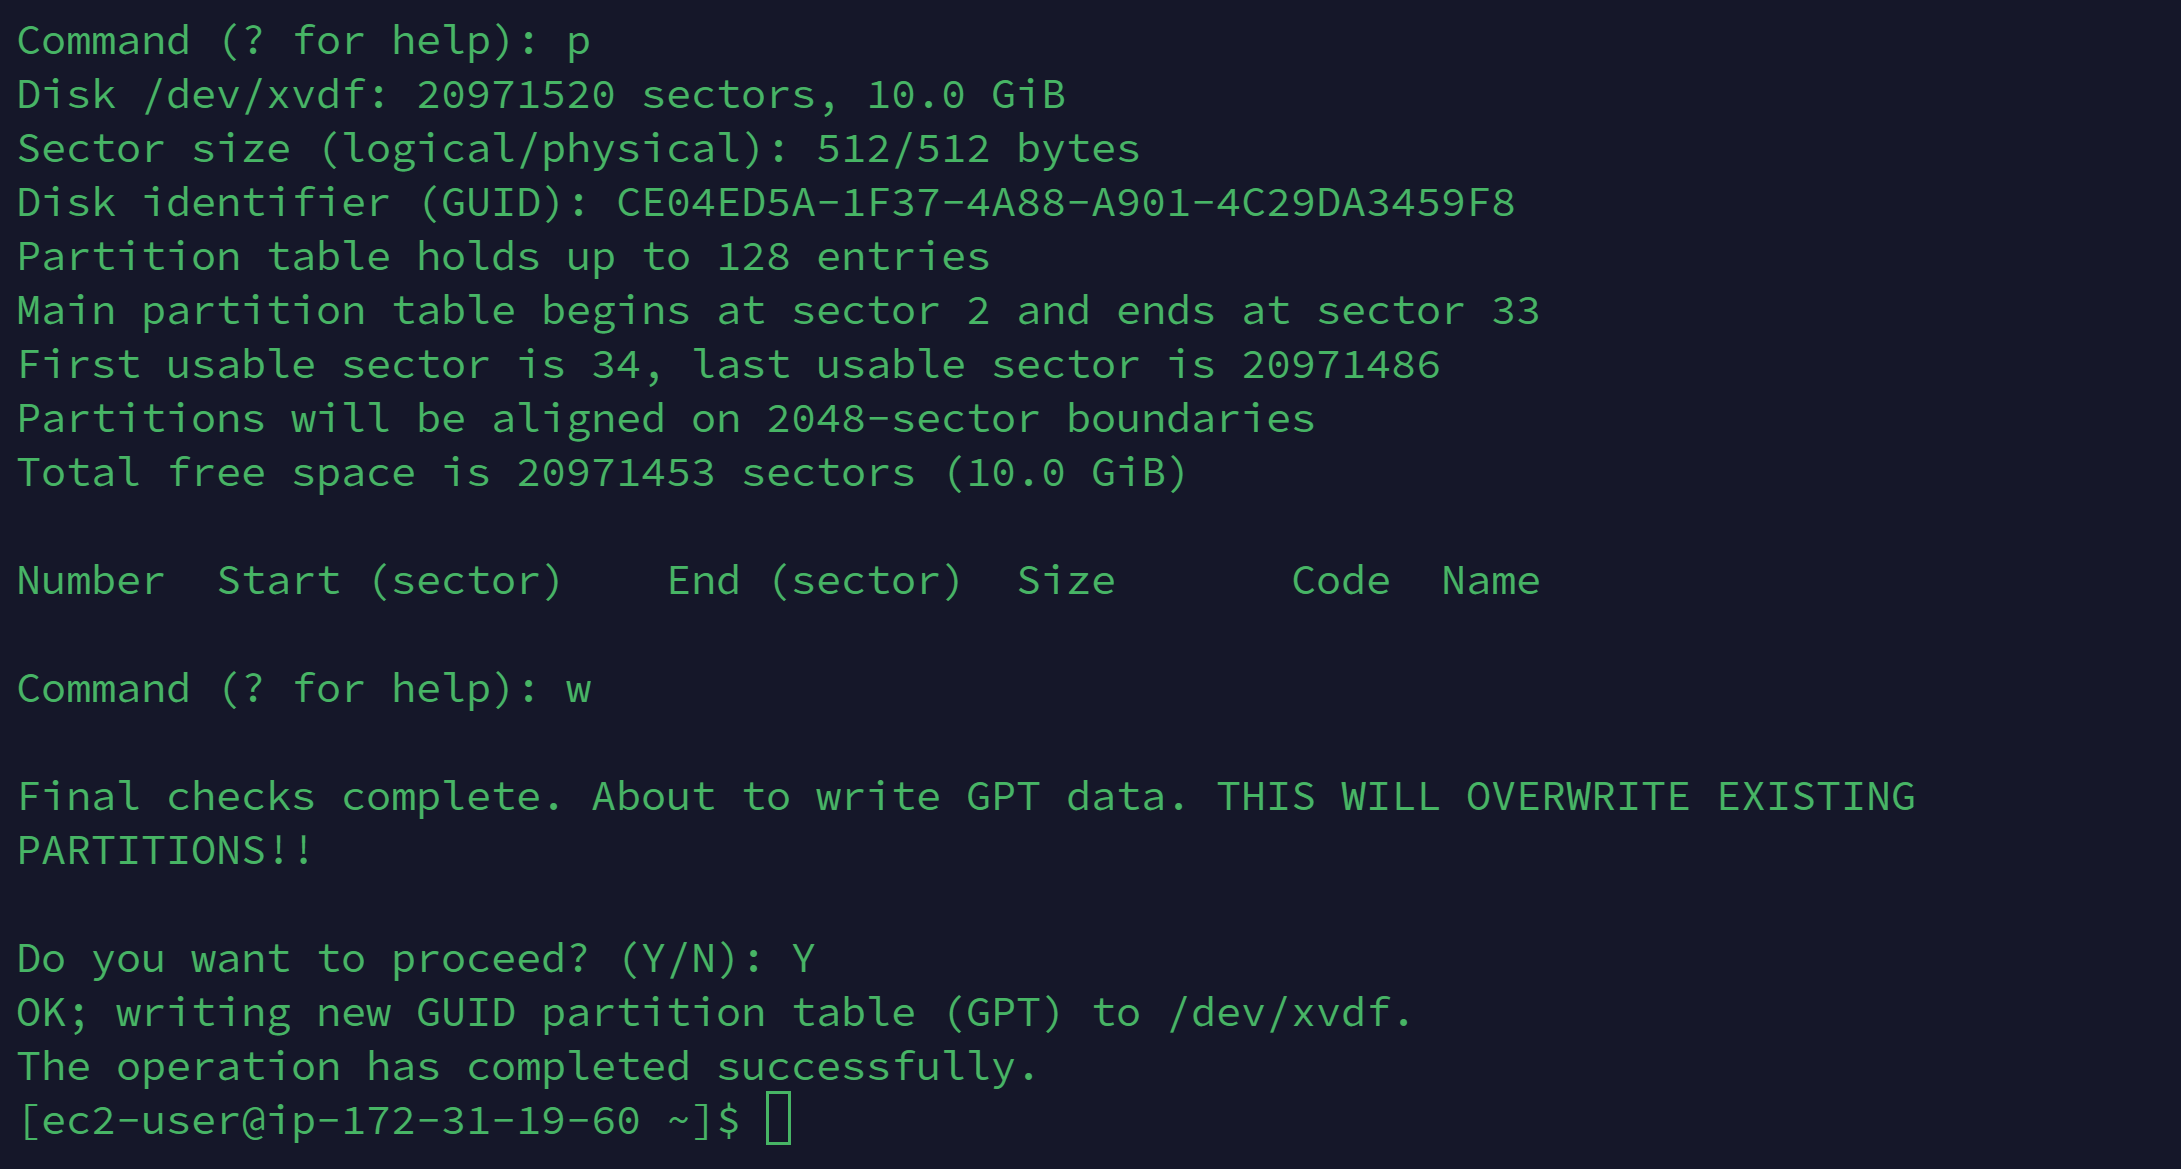 Command (? for help): p
Disk /dev/xvdf: 20971520 sectors, 10.0 GiB
Sector size (logical/physical): 512/512 bytes
Disk identifier (GUID): CE04ED5A-1F37-4A88-A901-4C29DA3459F8
Partition table holds up to 128 entries
Main partition table begins at sector 2 and ends at sector 33
First usable sector is 34, last usable sector is 20971486
Partitions will be aligned on 2048-sector boundaries
Total free space is 20971453 sectors (10.0 GiB)
Number  Start (sector)    End (sector)  Size       Code  Name
Command (? for help): w
Final checks complete. About to write GPT data. THIS WILL OVERWRITE EXISTING
PARTITIONS!!
Do you want to proceed? (Y/N): Y
OK; writing new GUID partition table (GPT) to /dev/xvdf.
The operation has completed successfully.
[ec2-user@ip-172-31-19-60 ~]$